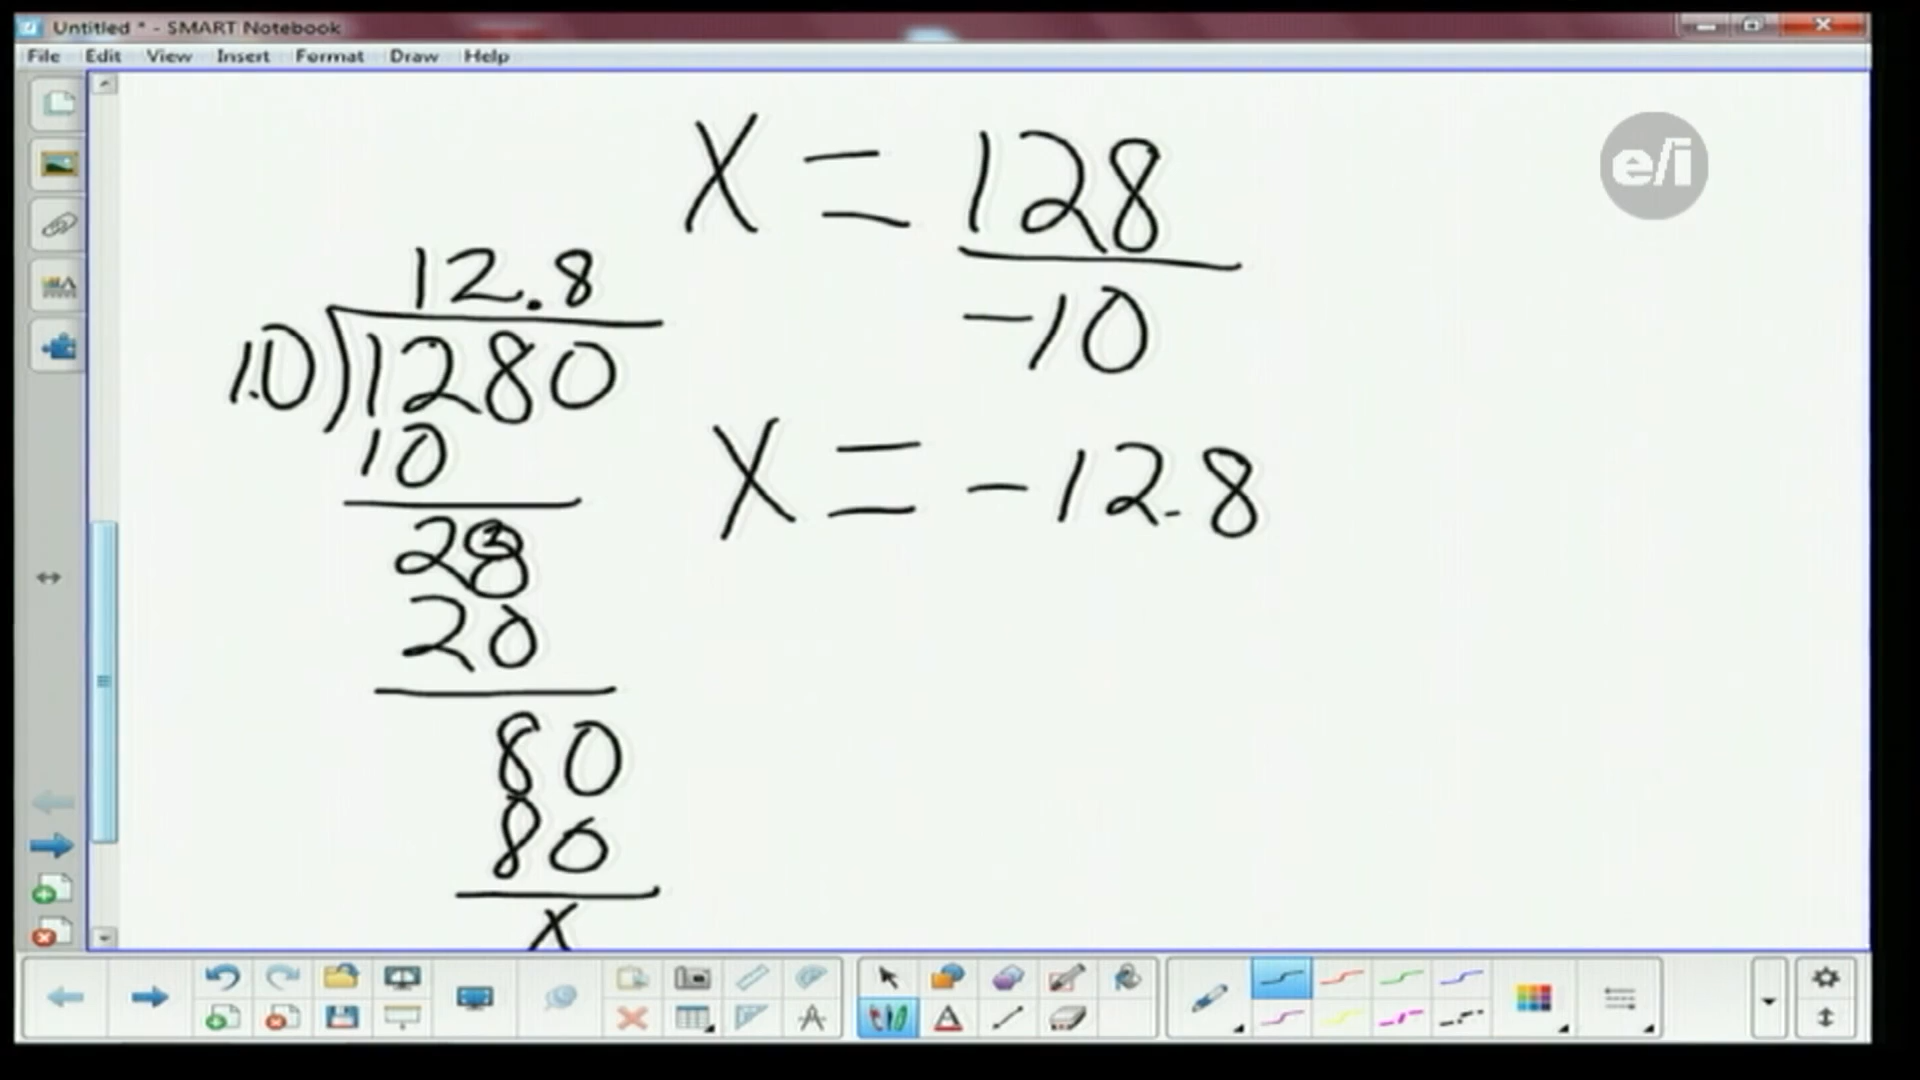 Untitled * - SMART Notebook
File Edit View Insert Format Draw Help
e/i
X = 128
-10
12.8
1.0 1280
10
28
20
80
80
x
X = -12.8